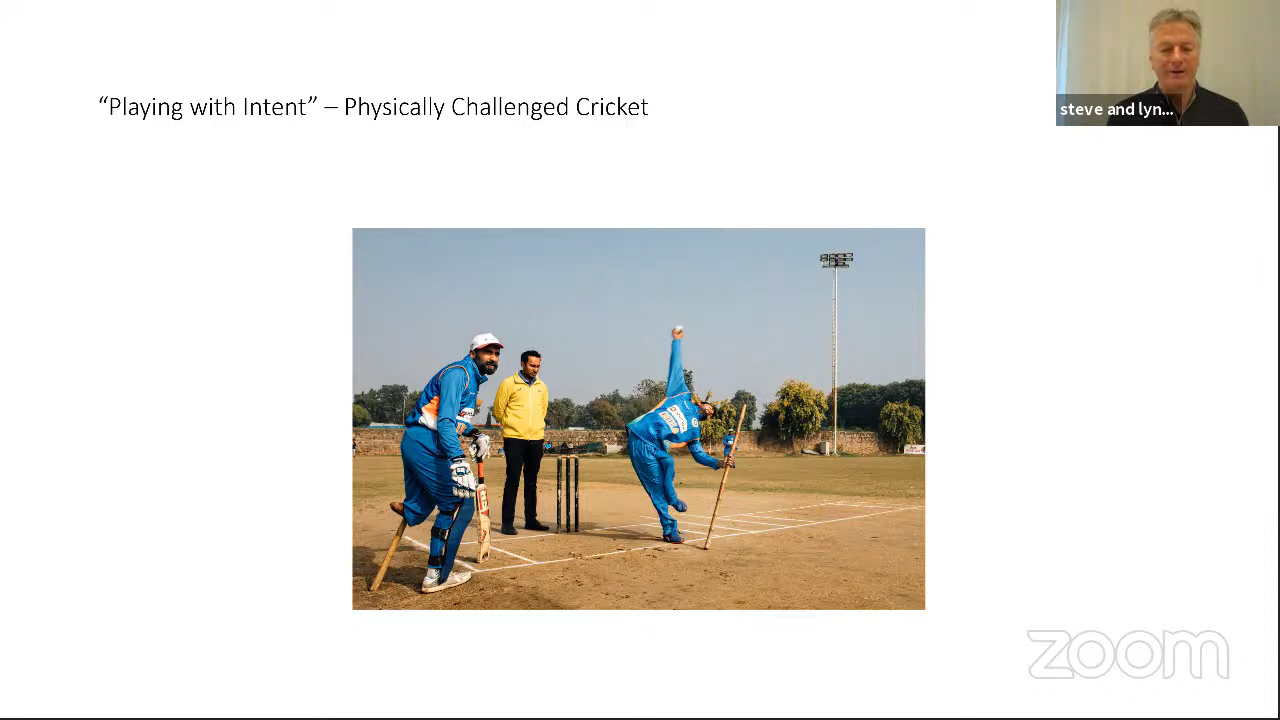 “Playing with Intent” – Physically Challenged Cricket
steve and lyn...
zoom